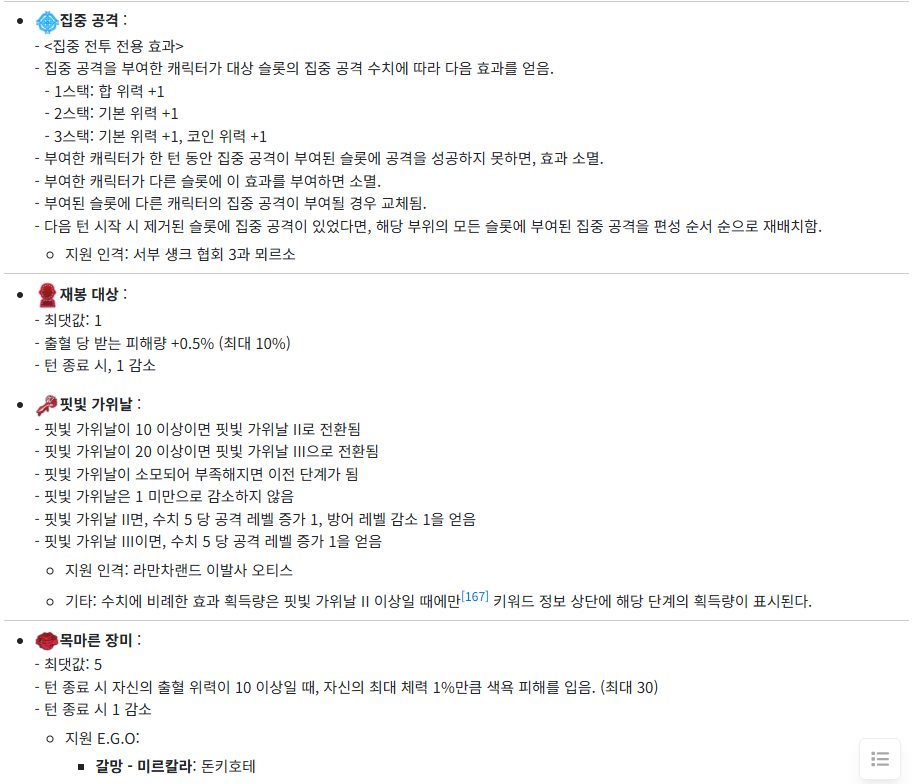 집중 공격 :
- <집중 전투 전용 효과>
- 집중 공격을 부여한 캐릭터가 대상 슬롯의 집중 공격 수치에 따라 다음 효과를 얻음.
- 1스택: 합 위력 +1
- 2스택: 기본 위력 +1
- 3스택: 기본 위력 +1, 코인 위력 +1
- 부여한 캐릭터가 한 턴 동안 집중 공격이 부여된 슬롯에 공격을 성공하지 못하면, 효과 소멸.
- 부여한 캐릭터가 다른 슬롯에 이 효과를 부여하면 소멸.
- 부여된 슬롯에 다른 캐릭터의 집중 공격이 부여될 경우 교체됨.
- 다음 턴 시작 시 제거된 슬롯에 집중 공격이 있었다면, 해당 부위의 모든 슬롯에 부여된 집중 공격을 편성 순서 순으로 재배치함.
지원 인격: 서부 섕크 협회 3과 뫼르소
재봉 대상 :
- 최댓값: 1
- 출혈 당 받는 피해량 +0.5% (최대 10%)
- 턴 종료 시, 1 감소
핏빛 가위날 :
- 핏빛 가위날이 10 이상이면 핏빛 가위날 II로 전환됨
- 핏빛 가위날이 20 이상이면 핏빛 가위날 III으로 전환됨
- 핏빛 가위날이 소모되어 부족해지면 이전 단계가 됨
- 핏빛 가위날은 1 미만으로 감소하지 않음
- 핏빛 가위날 II면, 수치 5 당 공격 레벨 증가 1, 방어 레벨 감소 1을 얻음
- 핏빛 가위날 III이면, 수치 5 당 공격 레벨 증가 1을 얻음
지원 인격: 라만차랜드 이발사 오티스
기타: 수치에 비례한 효과 획득량은 핏빛 가위날 II 이상일 때에만[167] 키워드 정보 상단에 해당 단계의 획득량이 표시된다.
목마른 장미 :
- 최댓값: 5
- 턴 종료 시 자신의 출혈 위력이 10 이상일 때, 자신의 최대 체력 1%만큼 색욕 피해를 입음. (최대 30)
- 턴 종료 시 1 감소
지원 E.G.O:
갈망 - 미르칼라: 돈키호테